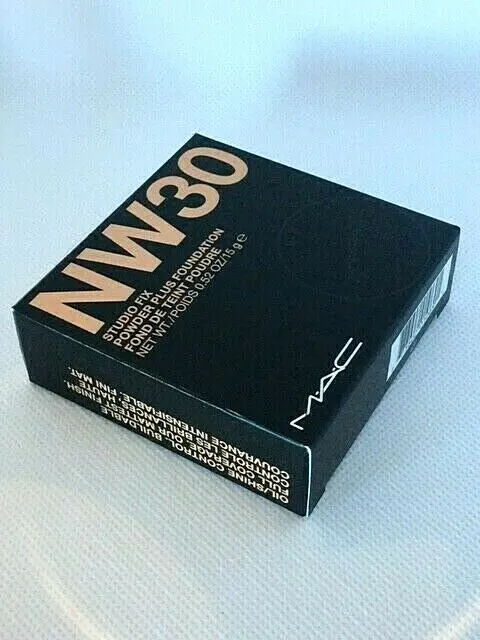 NW30
STUDIO FIX
POWDER PLUS FOUNDATION
FOND DE TEINT POUDRE
NET WT./POIDS 0.52 OZ/15 g ℮
M·A·C
OIL/SHINE CONTROL. BUILDABLE
FULL COVERAGE. MATTE FINISH.
CONTRÔLE LES BRILLANCES. HAUTE
COUVRANCE INTENSIFIABLE. FINI MAT.